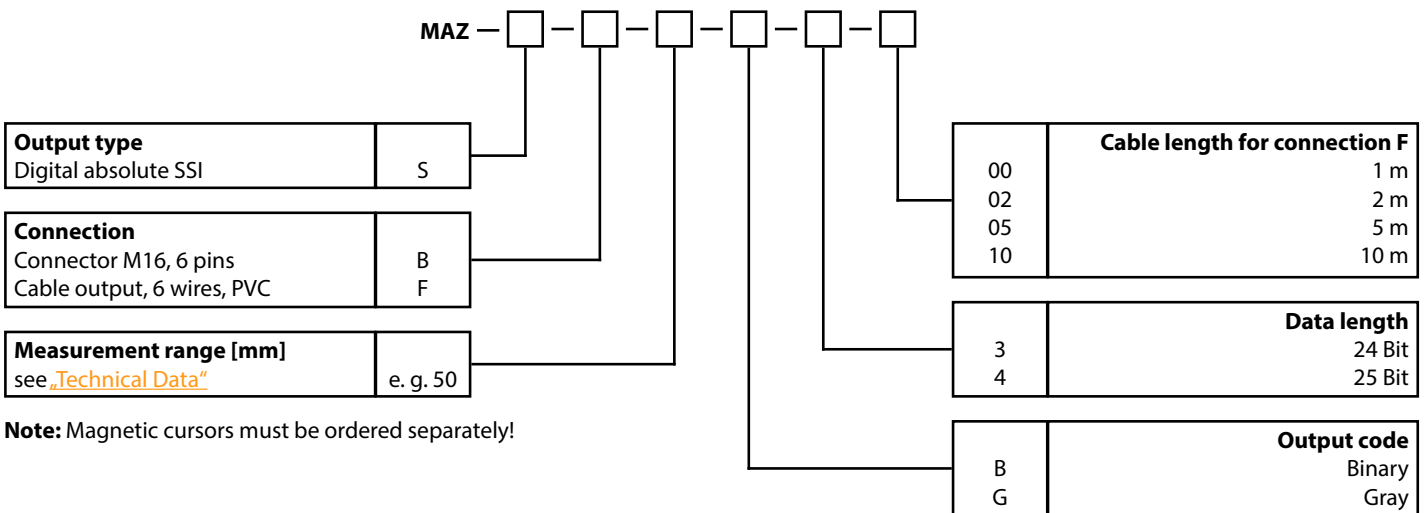 MAZ — — — — — —
Output type
Digital absolute SSI S
Connection
Connector M16, 6 pins B
Cable output, 6 wires, PVC F
Measurement range [mm]
see „Technical Data“ e. g. 50
Note: Magnetic cursors must be ordered separately!
Cable length for connection F
00 1 m
02 2 m
05 5 m
10 10 m
Data length
3 24 Bit
4 25 Bit
Output code
B Binary
G Gray